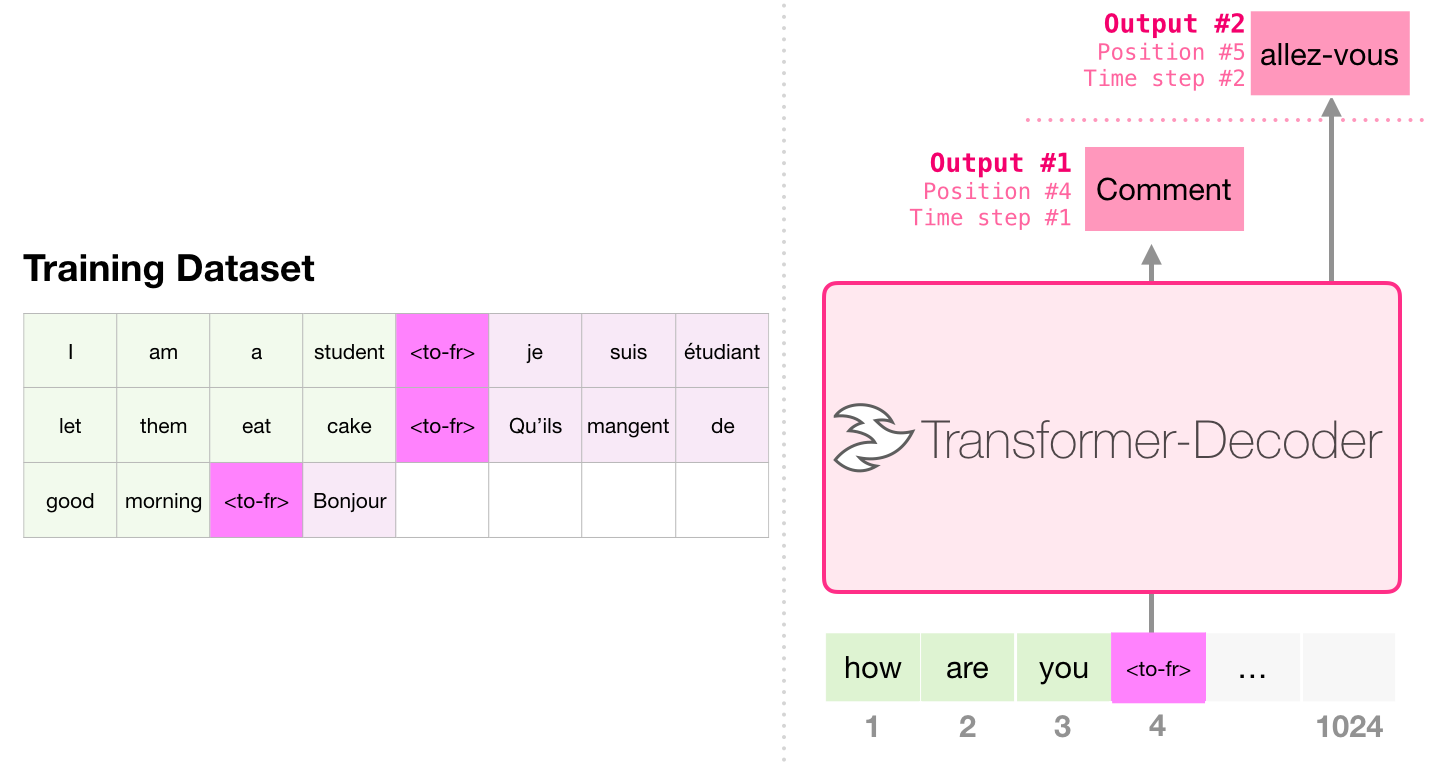 Training Dataset
I am a student <to-fr> je suis étudiant
let them eat cake <to-fr> Qu’ils mangent de
good morning <to-fr> Bonjour
Output #2
Position #5
Time step #2
allez-vous
Output #1
Position #4
Time step #1
Comment
Transformer-Decoder
how are you <to-fr> ...
1 2 3 4 1024